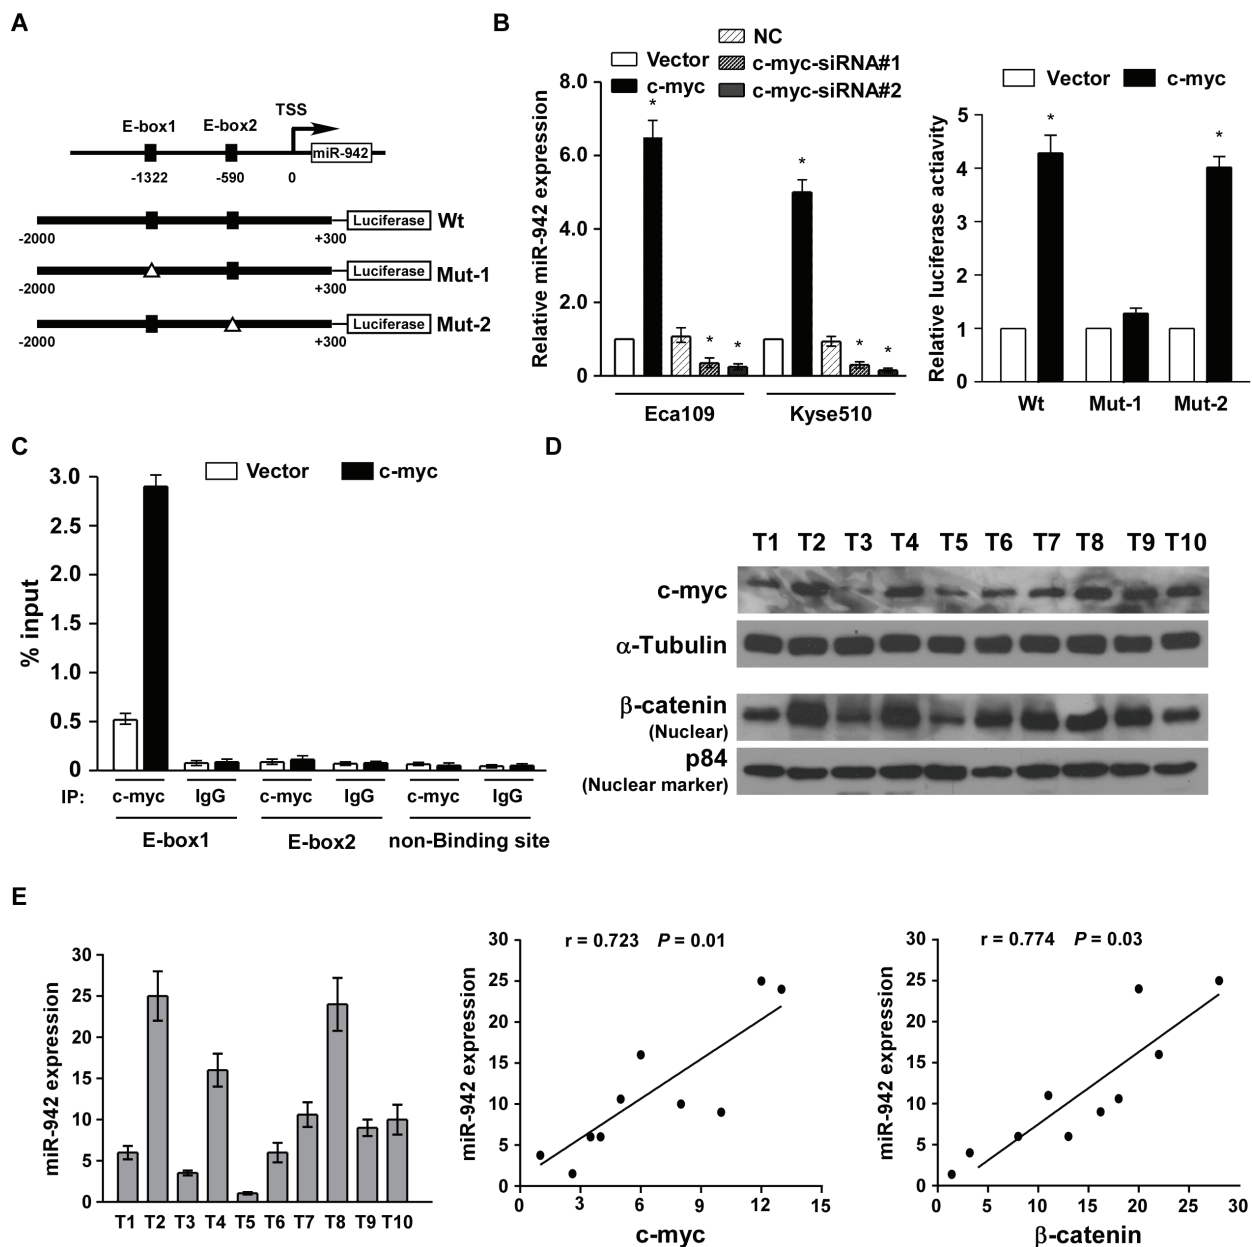 A
TSS
E-box1 E-box2
miR-942
-1322 -590 0
Luciferase Wt
-2000 +300
Luciferase Mut-1
-2000 +300
Luciferase Mut-2
-2000 +300
B
NC
Vector c-myc-siRNA#1
c-myc c-myc-siRNA#2
Relative miR-942 expression
8.0
6.0
4.0
2.0
0
* * * * * *
Eca109 Kyse510
Vector c-myc
Relative luciferase actiavity
5
4
3
2
1
0
* *
Wt Mut-1 Mut-2
C
Vector c-myc
% input
3.0
2.5
2.0
1.5
1.0
0.5
0
IP: c-myc IgG c-myc IgG c-myc IgG
E-box1 E-box2 non-Binding site
D
T1 T2 T3 T4 T5 T6 T7 T8 T9 T10
c-myc
α-Tubulin
β-catenin
(Nuclear)
p84
(Nuclear marker)
E
miR-942 expression
30
25
20
15
10
5
0
T1 T2 T3 T4 T5 T6 T7 T8 T9 T10
r = 0.723 P = 0.01
miR-942 expression
30
25
20
15
10
5
0
0 3 6 9 12 15
c-myc
r = 0.774 P = 0.03
miR-942 expression
30
25
20
15
10
5
0
0 5 10 15 20 25 30
β-catenin